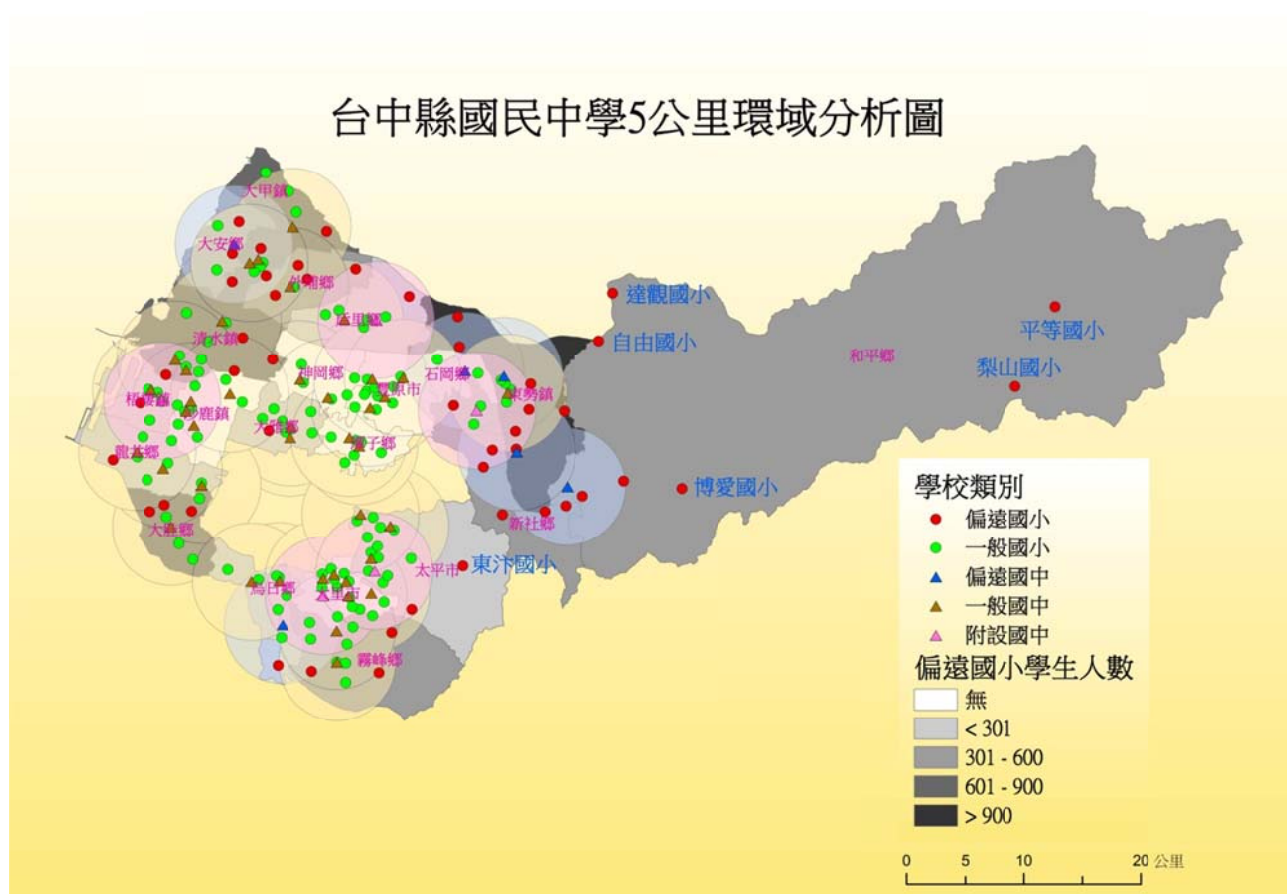 台中縣國民中學5公里環域分析圖
大甲鎮
大安鄉
外埔鄉
后里鄉
清水鎮
神岡鄉
石岡鄉
豐原市
東勢鎮
梧棲鎮
沙鹿鎮
大雅鄉
潭子鄉
龍井鄉
大肚鄉
新社鄉
烏日鄉
大里市
太平市
霧峰鄉
和平鄉
達觀國小
自由國小
平等國小
梨山國小
博愛國小
東汴國小
學校類別
偏遠國小
一般國小
偏遠國中
一般國中
附設國中
偏遠國小學生人數
無
< 301
301 - 600
601 - 900
> 900
0 5 10 20 公里